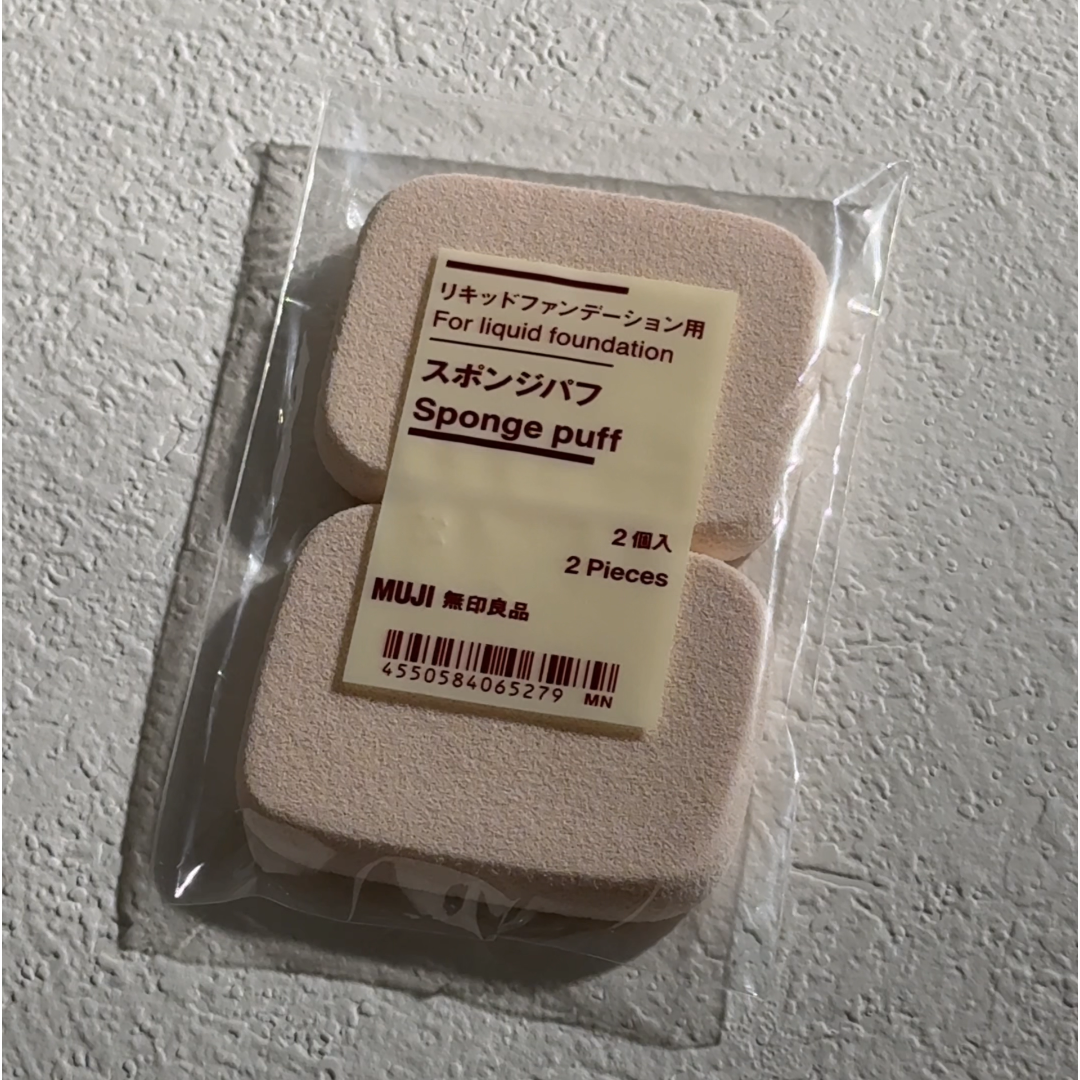 リキッドファンデーション用
For liquid foundation
スポンジパフ
Sponge puff
2個入
2 Pieces
MUJI 無印良品
4550584065279 MN